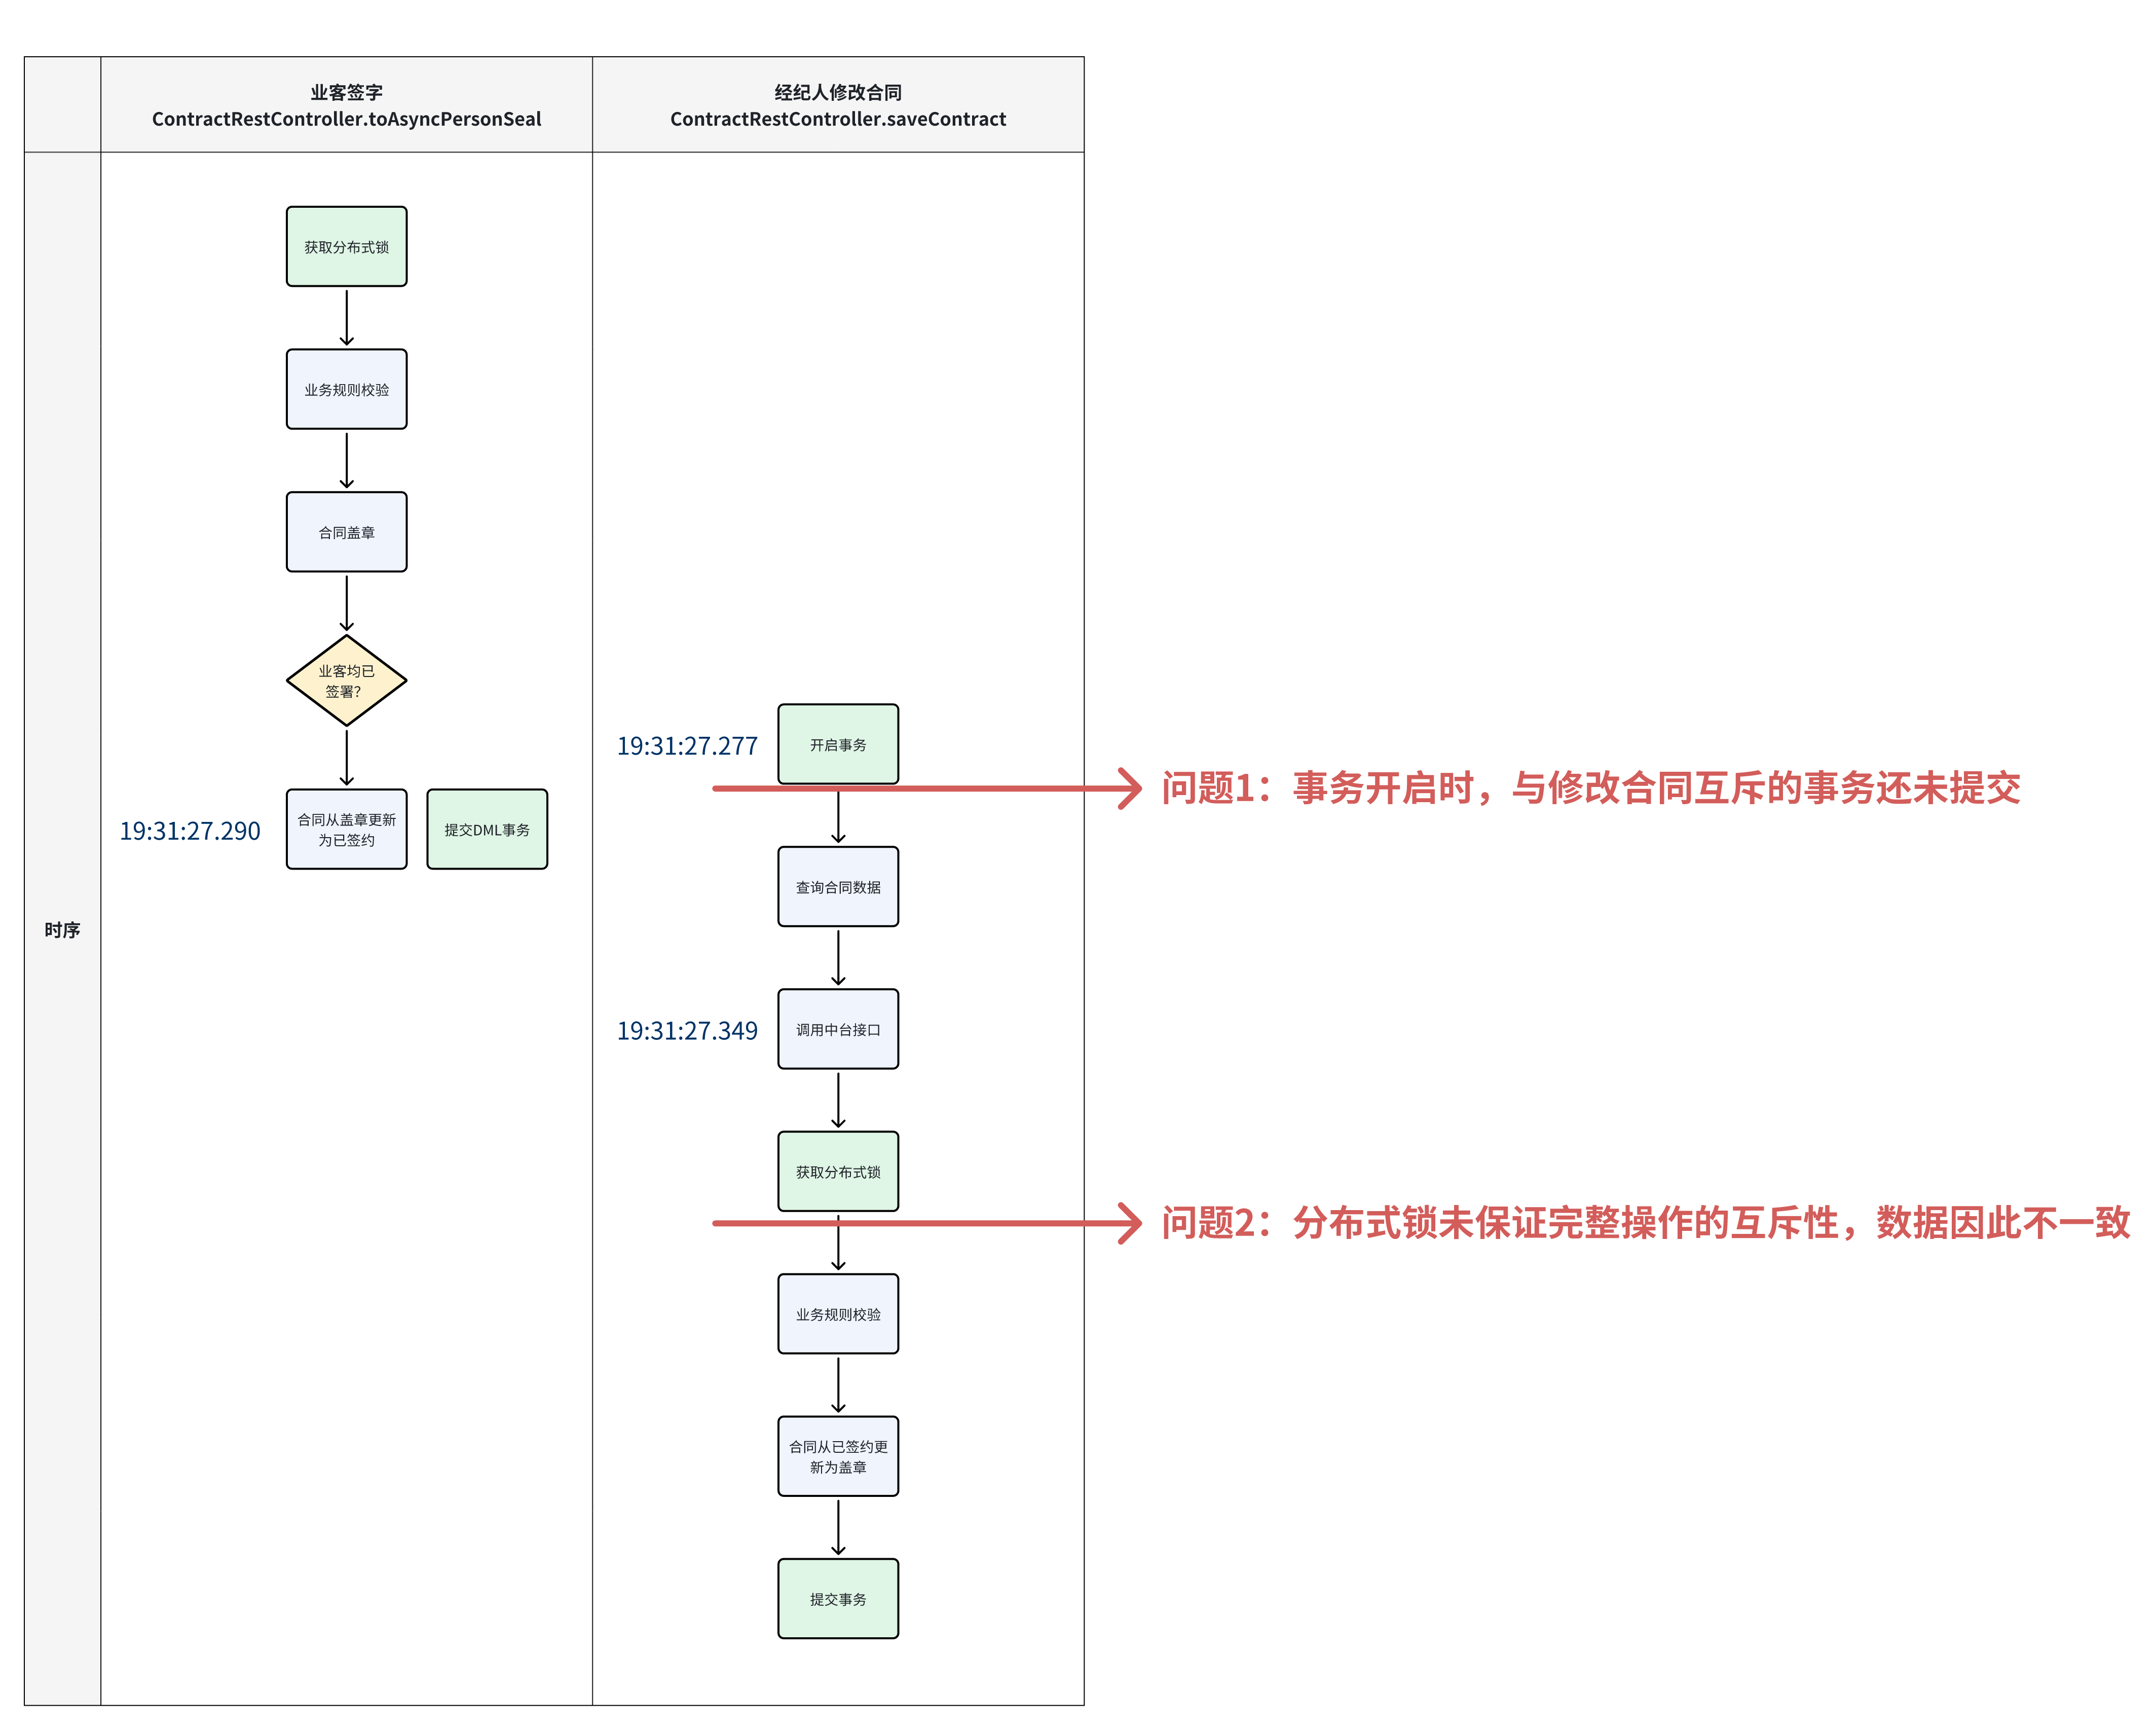 业客签字
ContractRestController.toAsyncPersonSeal
经纪人修改合同
ContractRestController.saveContract
时序
获取分布式锁
业务规则校验
合同盖章
业客均已
签署?
19:31:27.290
合同从盖章更新
为已签约
提交DML事务
19:31:27.277
开启事务
问题1：事务开启时，与修改合同互斥的事务还未提交
查询合同数据
19:31:27.349
调用中台接口
获取分布式锁
问题2：分布式锁未保证完整操作的互斥性，数据因此不一致
业务规则校验
合同从已签约更
新为盖章
提交事务